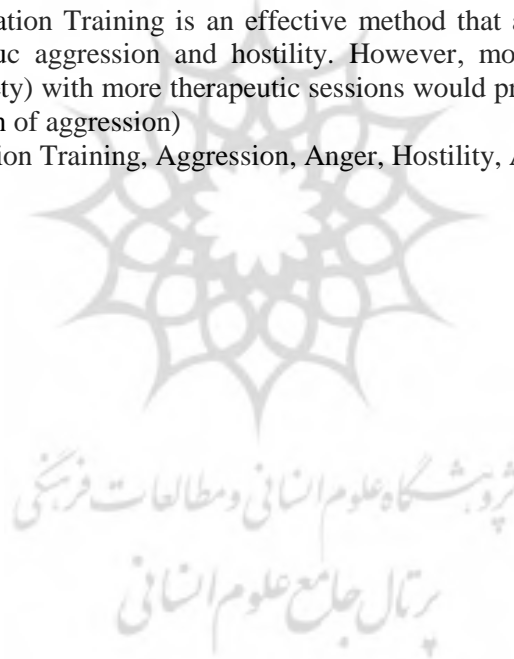 ation Training is an effective method that a
uc aggression and hostility. However, mo
ety) with more therapeutic sessions would pr
n of aggression)
ion Training, Aggression, Anger, Hostility, A
پژوهشگاه علوم انسانی و مطالعات فرهنگی
پرتال جامع علوم انسانی